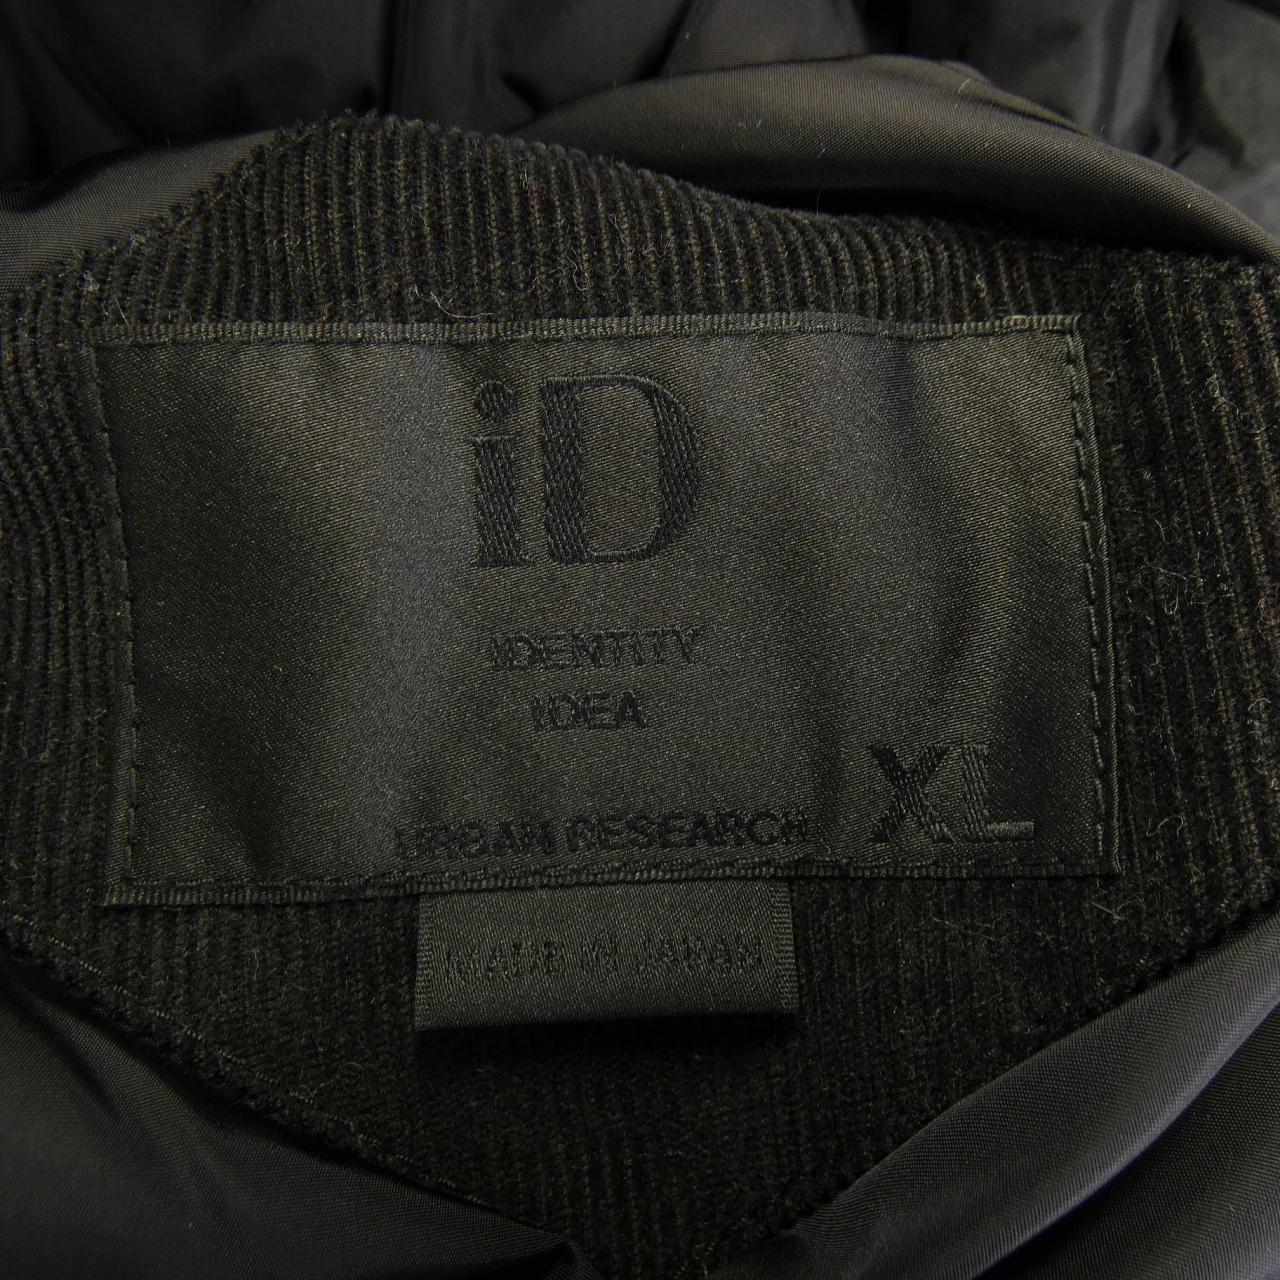 iD
IDENTITY
IDEA
URBAN RESEARCH XL
MADE IN JAPAN